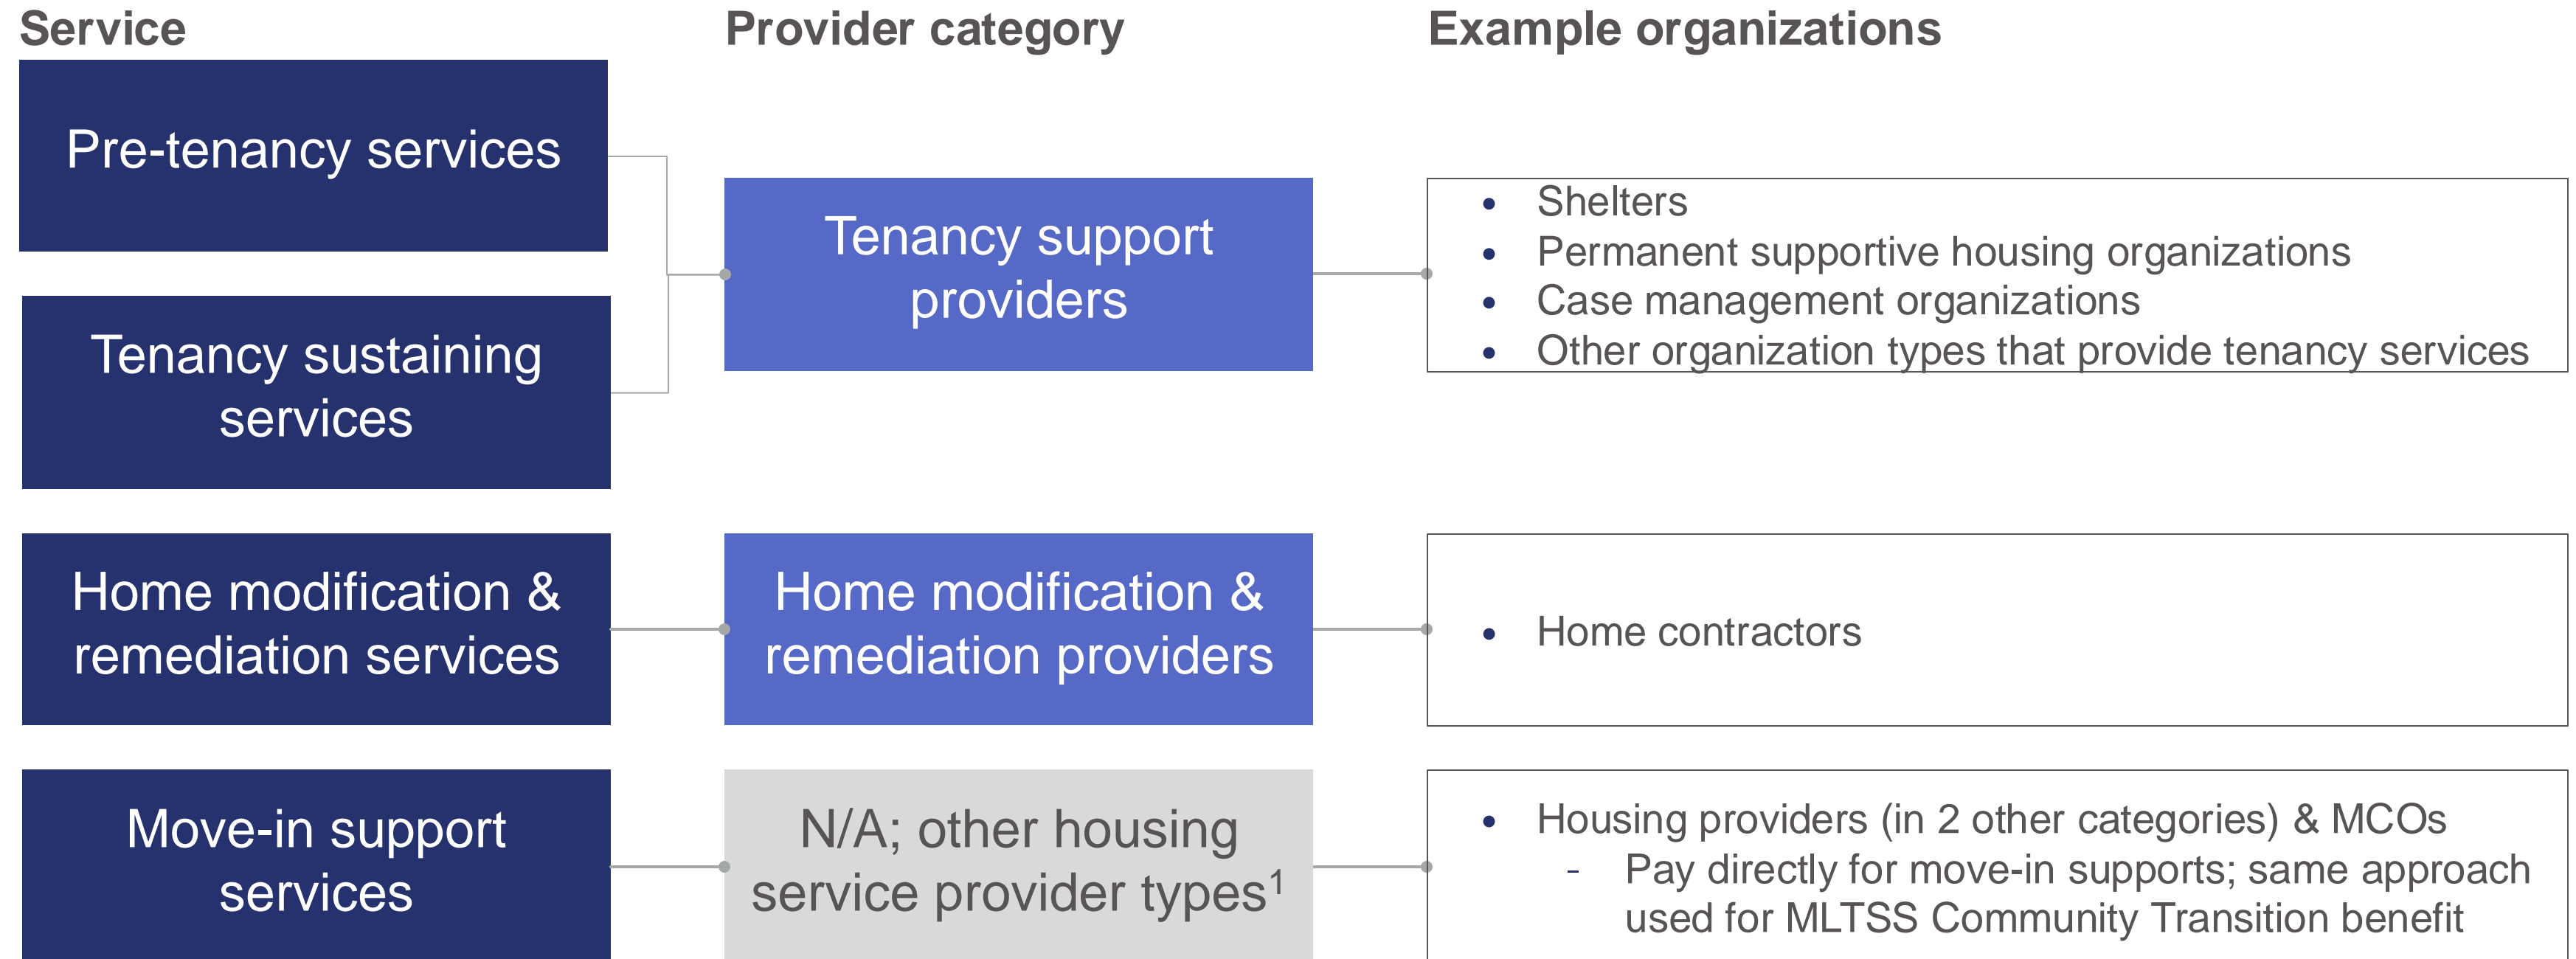 Service
Provider category
Example organizations
Pre-tenancy services
Tenancy sustaining
services
Tenancy support
providers
• Shelters
• Permanent supportive housing organizations
• Case management organizations
• Other organization types that provide tenancy services
Home modification &
remediation services
Home modification &
remediation providers
• Home contractors
Move-in support
services
N/A; other housing
service provider types¹
• Housing providers (in 2 other categories) & MCOs
- Pay directly for move-in supports; same approach
used for MLTSS Community Transition benefit